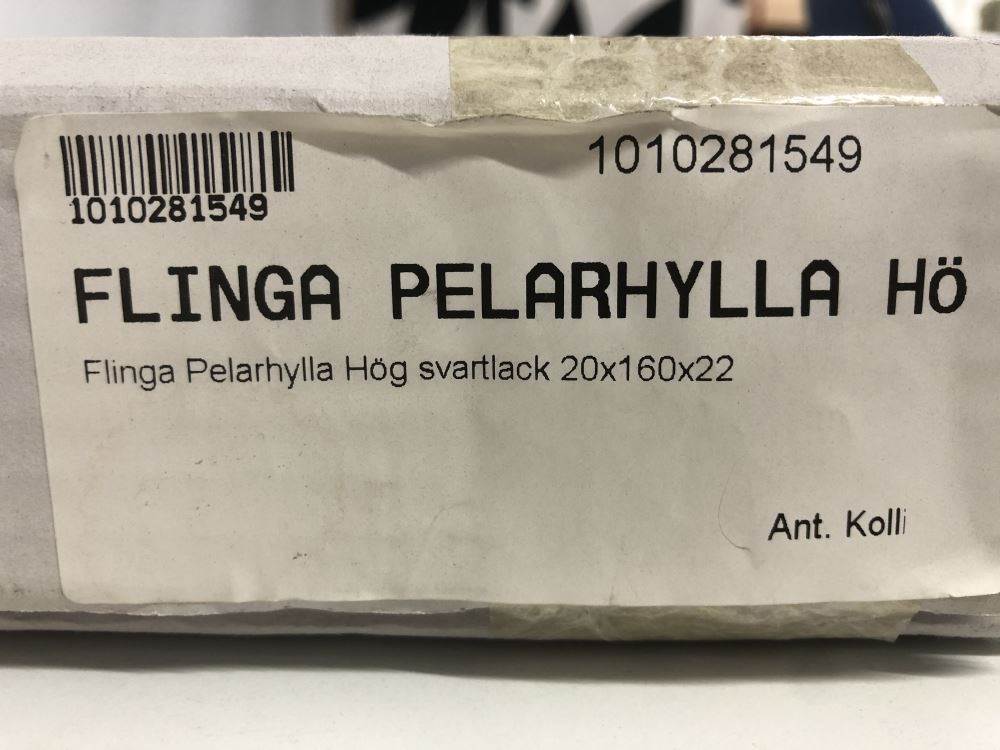 1010281549
1010281549
FLINGA PELARHYLLA HÖ
Flinga Pelarhylla Hög svartlack 20x160x22
Ant. Kolli